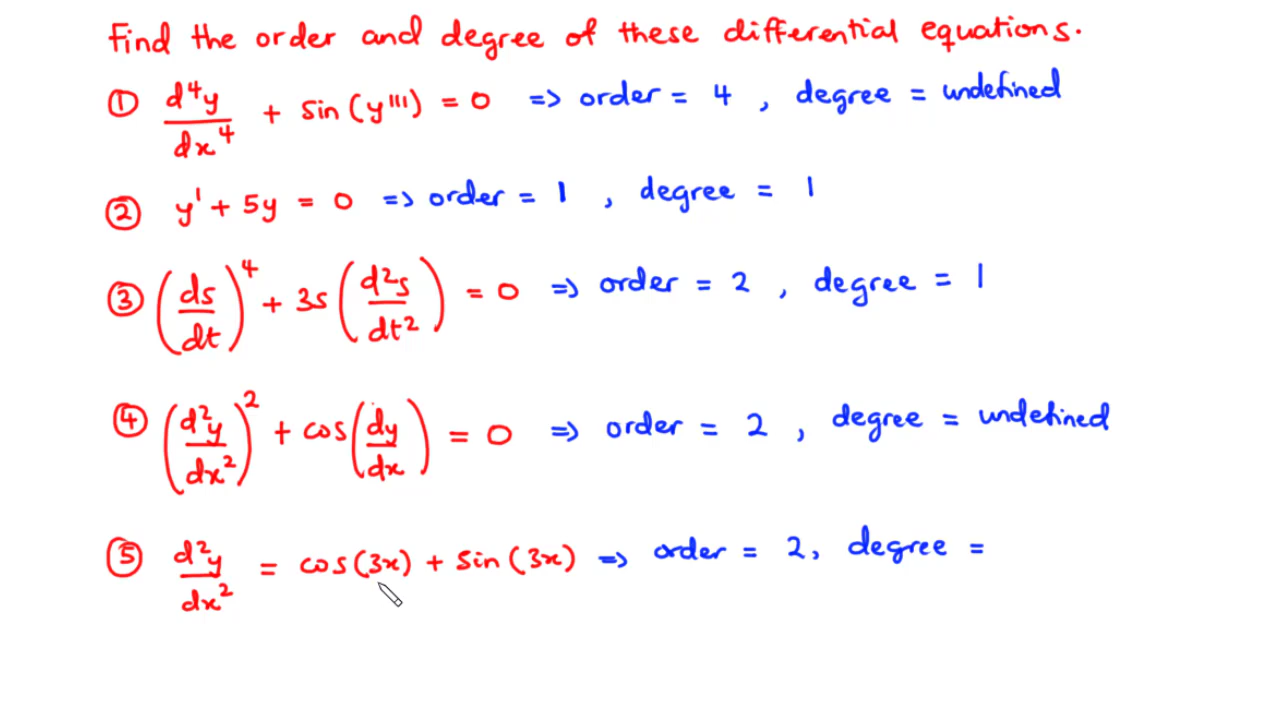 Find the order and degree of these differential equations.
① d⁴y/dx⁴ + sin(y''') = 0 => order = 4 , degree = undefined
② y' + 5y = 0 => order = 1 , degree = 1
③ (ds/dt)⁴ + 3s (d²s/dt²) = 0 => order = 2 , degree = 1
④ (d²y/dx²)² + cos(dy/dx) = 0 => order = 2 , degree = undefined
⑤ d²y/dx² = cos(3x) + sin(3x) => order = 2, degree =